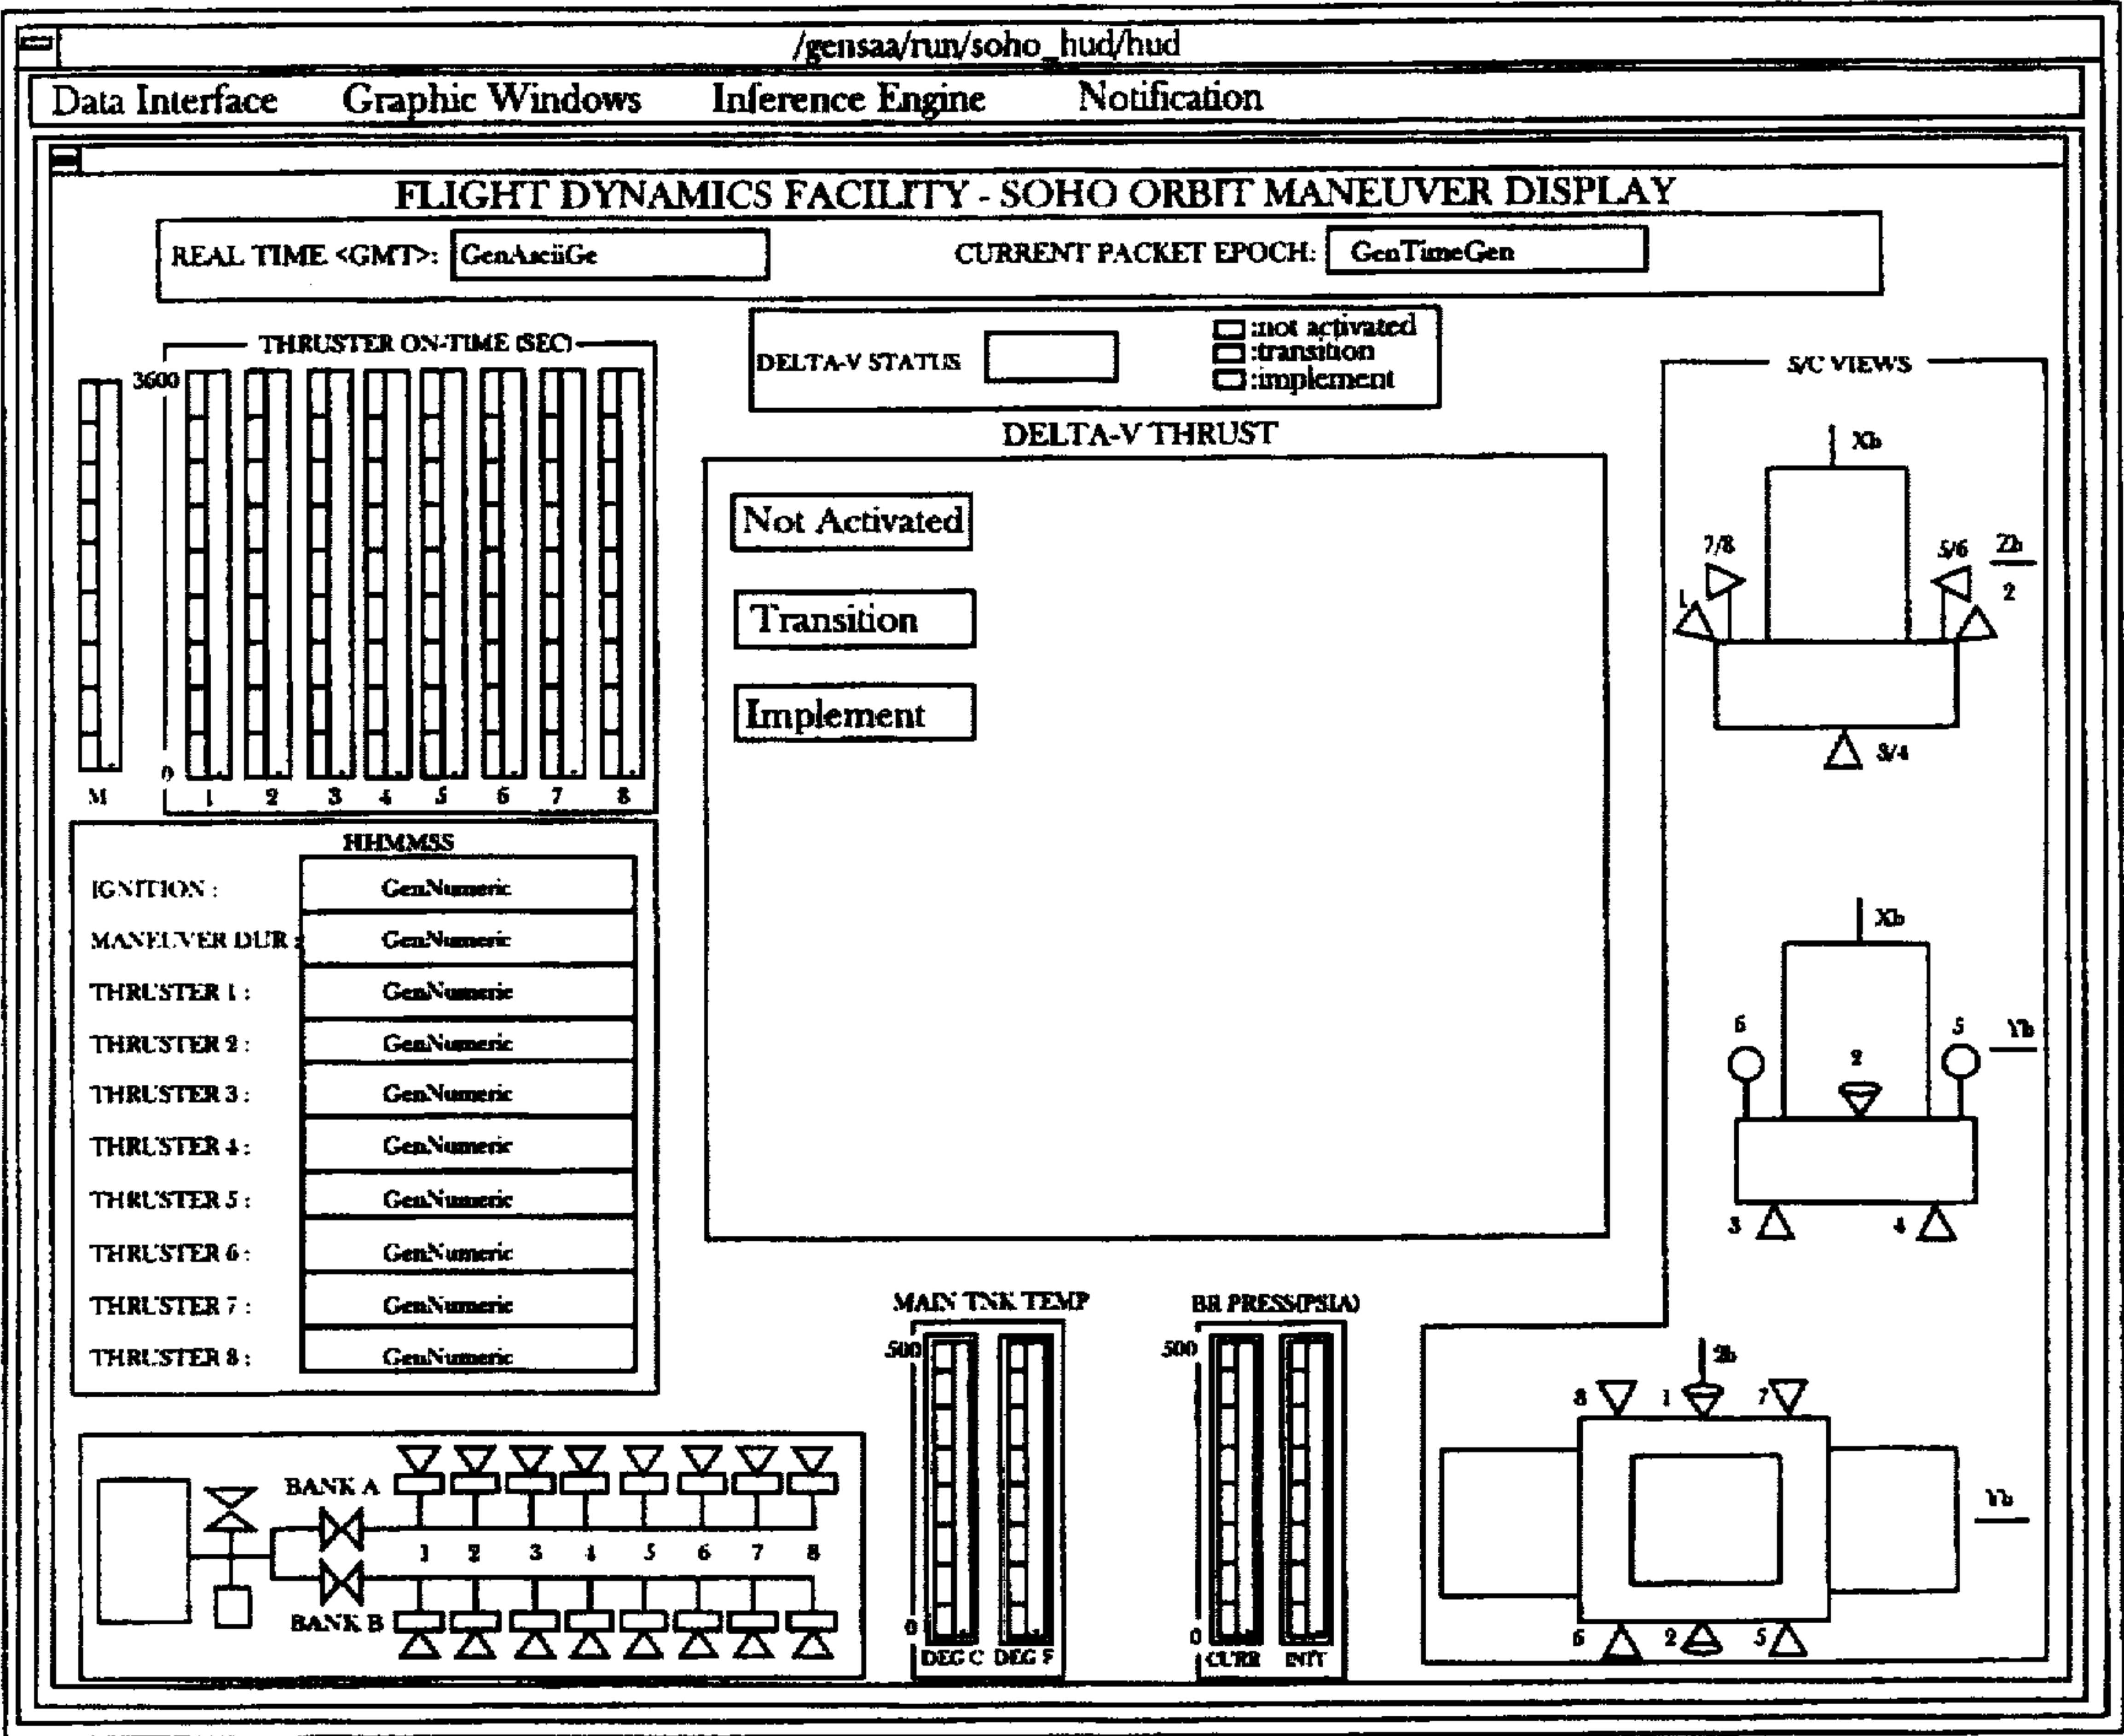 /gensaa/run/soho_hud/hud
Data Interface Graphic Windows Inference Engine Notification
FLIGHT DYNAMICS FACILITY - SOHO ORBIT MANEUVER DISPLAY
REAL TIME <GMT>: GenAsciiGe CURRENT PACKET EPOCH: GenTimeGen
THRUSTER ON-TIME (SEC)
3600
0
M 1 2 3 4 5 6 7 8
DELTA-V STATUS
:not activated
:transition
:implement
DELTA-V THRUST
Not Activated
Transition
Implement
HHMMSS
IGNITION : GenNumeric
MANEUVER DUR : GenNumeric
THRUSTER 1 : GenNumeric
THRUSTER 2 : GenNumeric
THRUSTER 3 : GenNumeric
THRUSTER 4 : GenNumeric
THRUSTER 5 : GenNumeric
THRUSTER 6 : GenNumeric
THRUSTER 7 : GenNumeric
THRUSTER 8 : GenNumeric
BANK A
1 2 3 4 5 6 7 8
BANK B
MAIN TNK TEMP
500
0
DEG C DEG F
BR PRESS(PSIA)
500
0
CURR INIT
S/C VIEWS
Xb
7/8 5/6 Zb
1 2
3/4
Xb
6 5 Yb
2
3 4
Zb
8 1 7
Yb
6 2 5